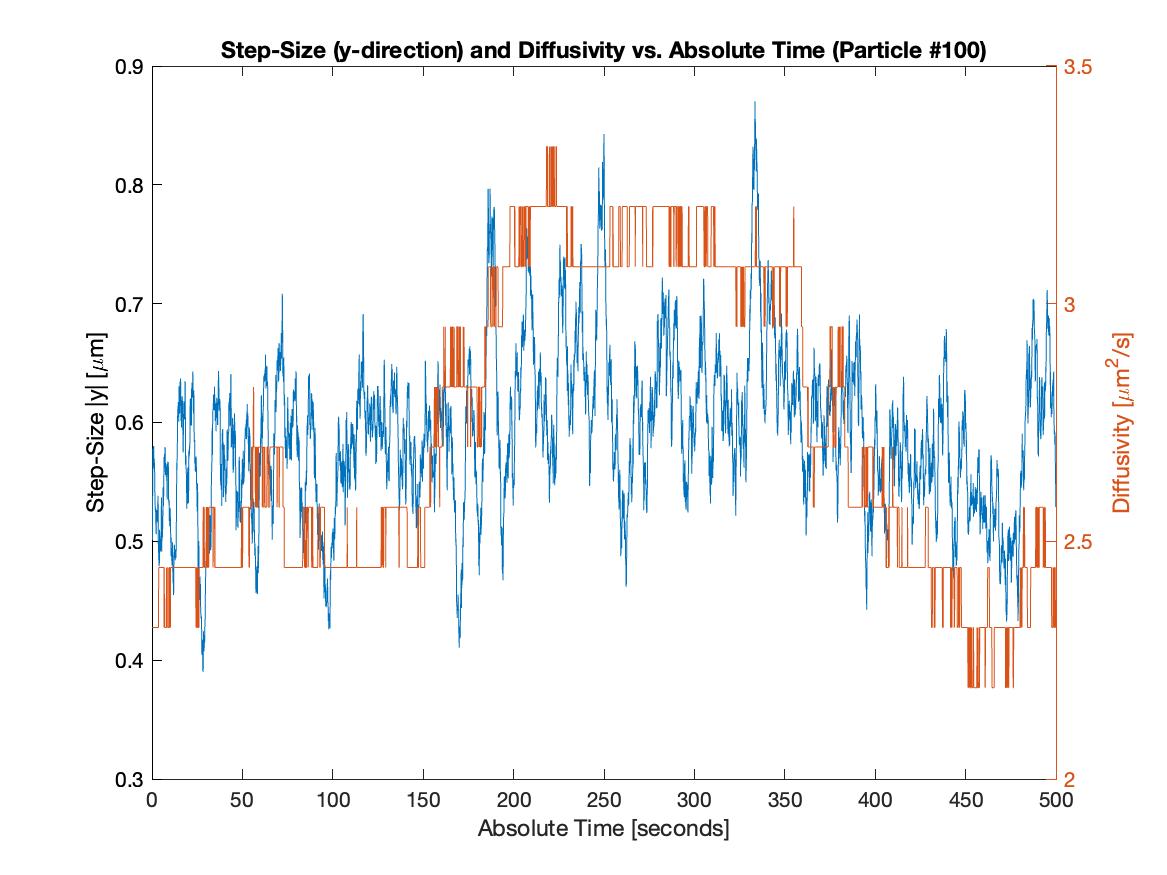 Step-Size (y-direction) and Diffusivity vs. Absolute Time (Particle #100)
0.9
0.8
0.7
0.6
0.5
0.4
0.3
Step-Size |y| [μm]
3.5
3
2.5
2
Diffusivity [μm²/s]
0 50 100 150 200 250 300 350 400 450 500
Absolute Time [seconds]